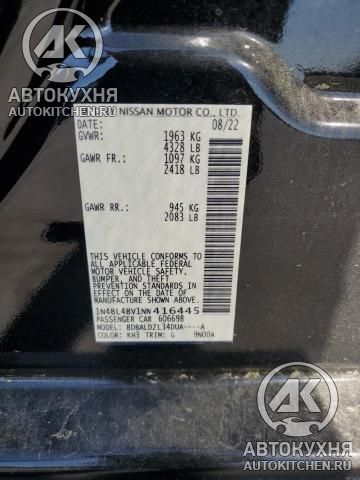 АВТОКУХНЯ
AUTOKITCHEN.RU
NISSAN MOTOR CO., LTD.
DATE: 08/22
GVWR: 1963 KG
4328 LB
GAWR FR.: 1097 KG
2418 LB
GAWR RR.: 945 KG
2083 LB
THIS VEHICLE CONFORMS TO ALL
APPLICABLE FEDERAL MOTOR
VEHICLE SAFETY, BUMPER, AND
THEFT PREVENTION STANDARDS
IN EFFECT ON THE DATE OF
MANUFACTURE SHOWN ABOVE.
1N4BL4BV1NN416445
PASSENGER CAR 606698
MODEL: BDBALDZL34DUA----A
COLOR: KH3 TRIM: G 9N00A
АК
АВТОКУХНЯ
AUTOKITCHEN.RU